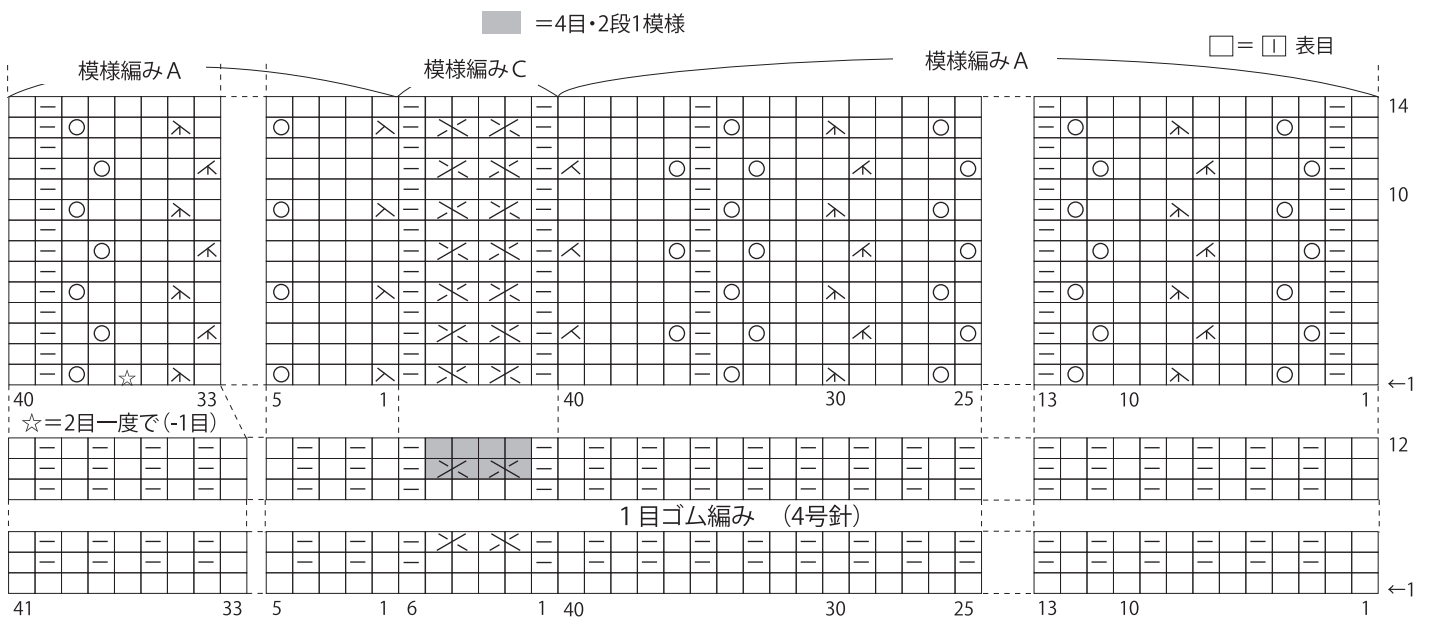 =4目・2段1模様
□=|表目
模様編みA 模様編みC 模様編みA
14
10
←1
40 33 5 1 40 30 25 13 10 1
☆=2目一度で(-1目)
12
1目ゴム編み (4号針)
←1
41 33 5 1 6 1 40 30 25 13 10 1